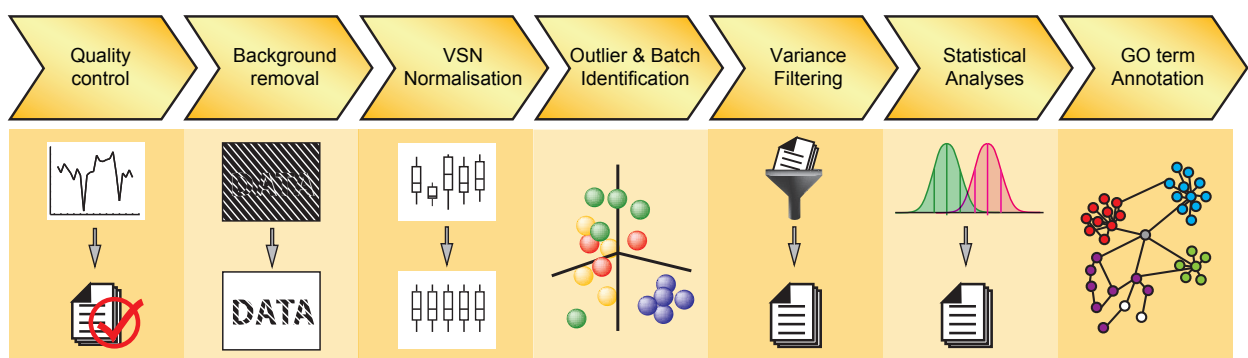 Quality
control
Background
removal
VSN
Normalisation
Outlier & Batch
Identification
Variance
Filtering
Statistical
Analyses
GO term
Annotation
DATA